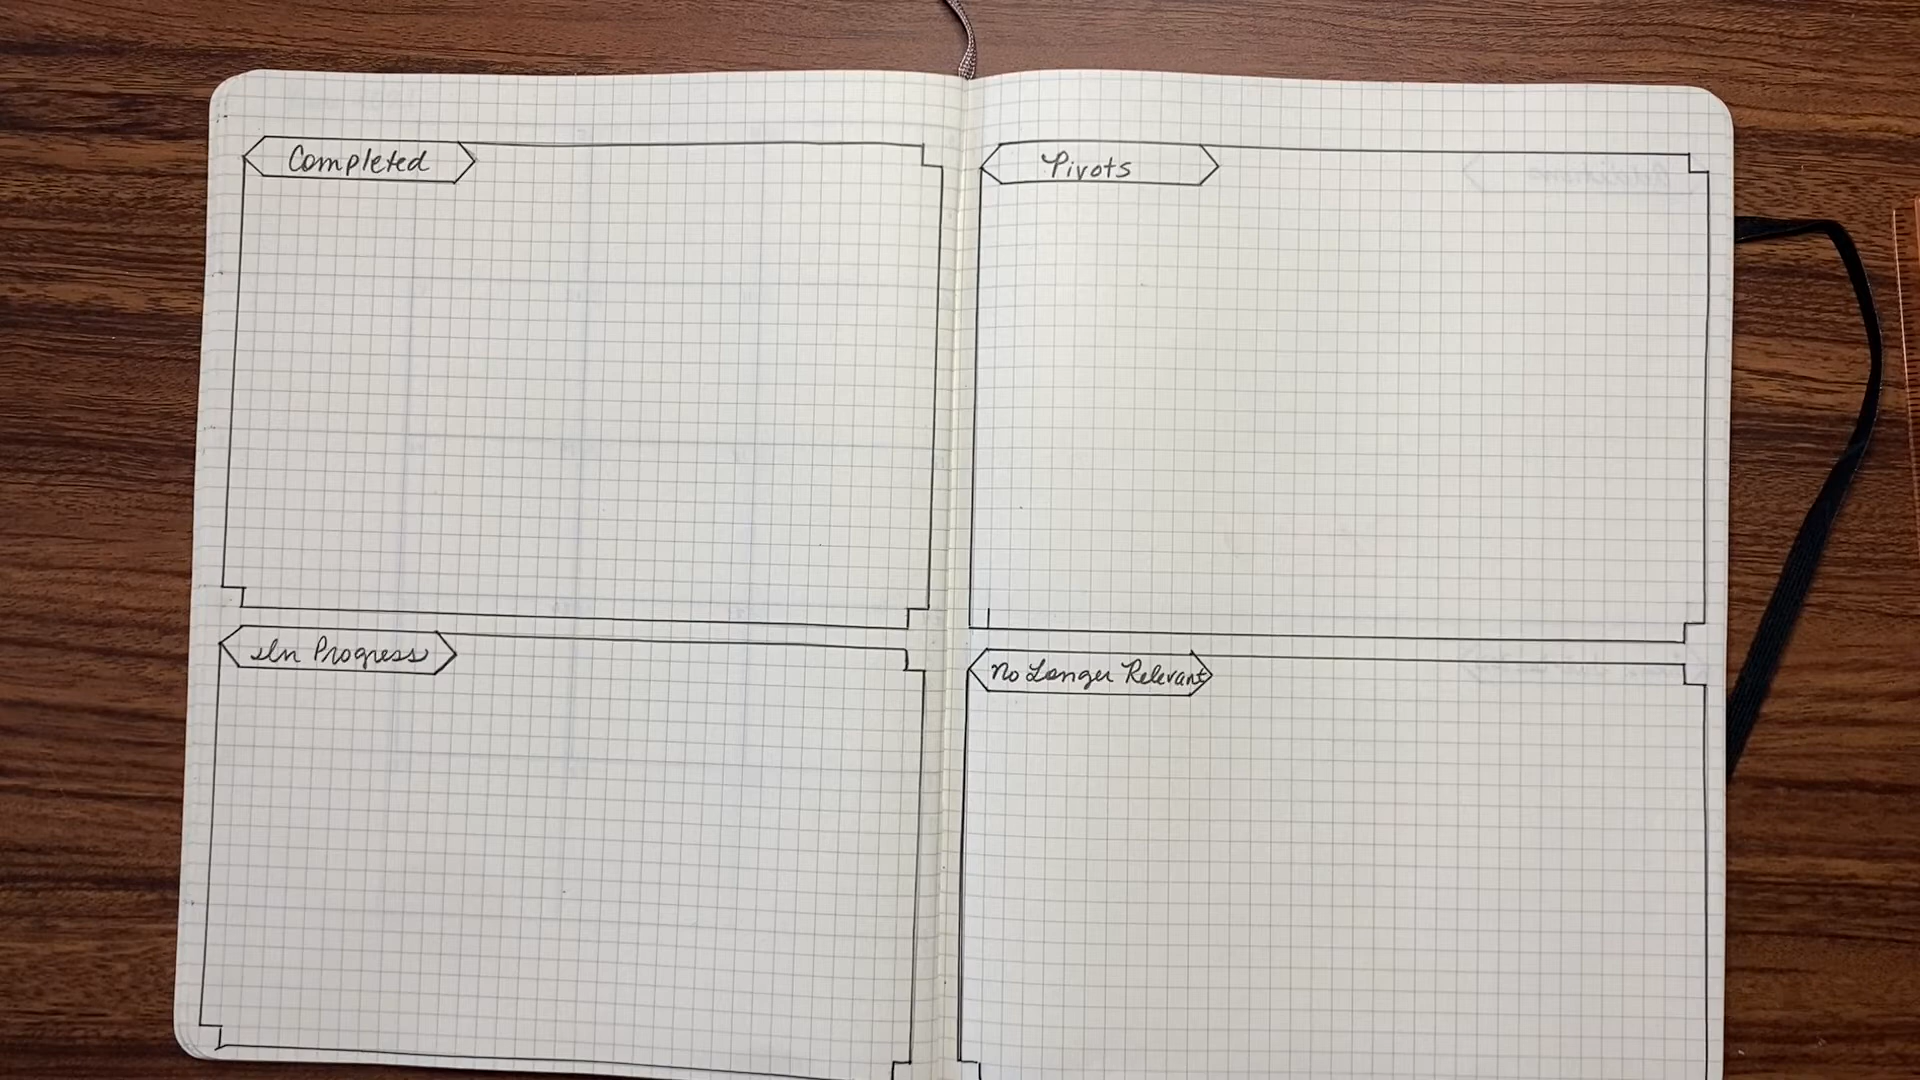 Completed
Pivots
In Progress
No Longer Relevant